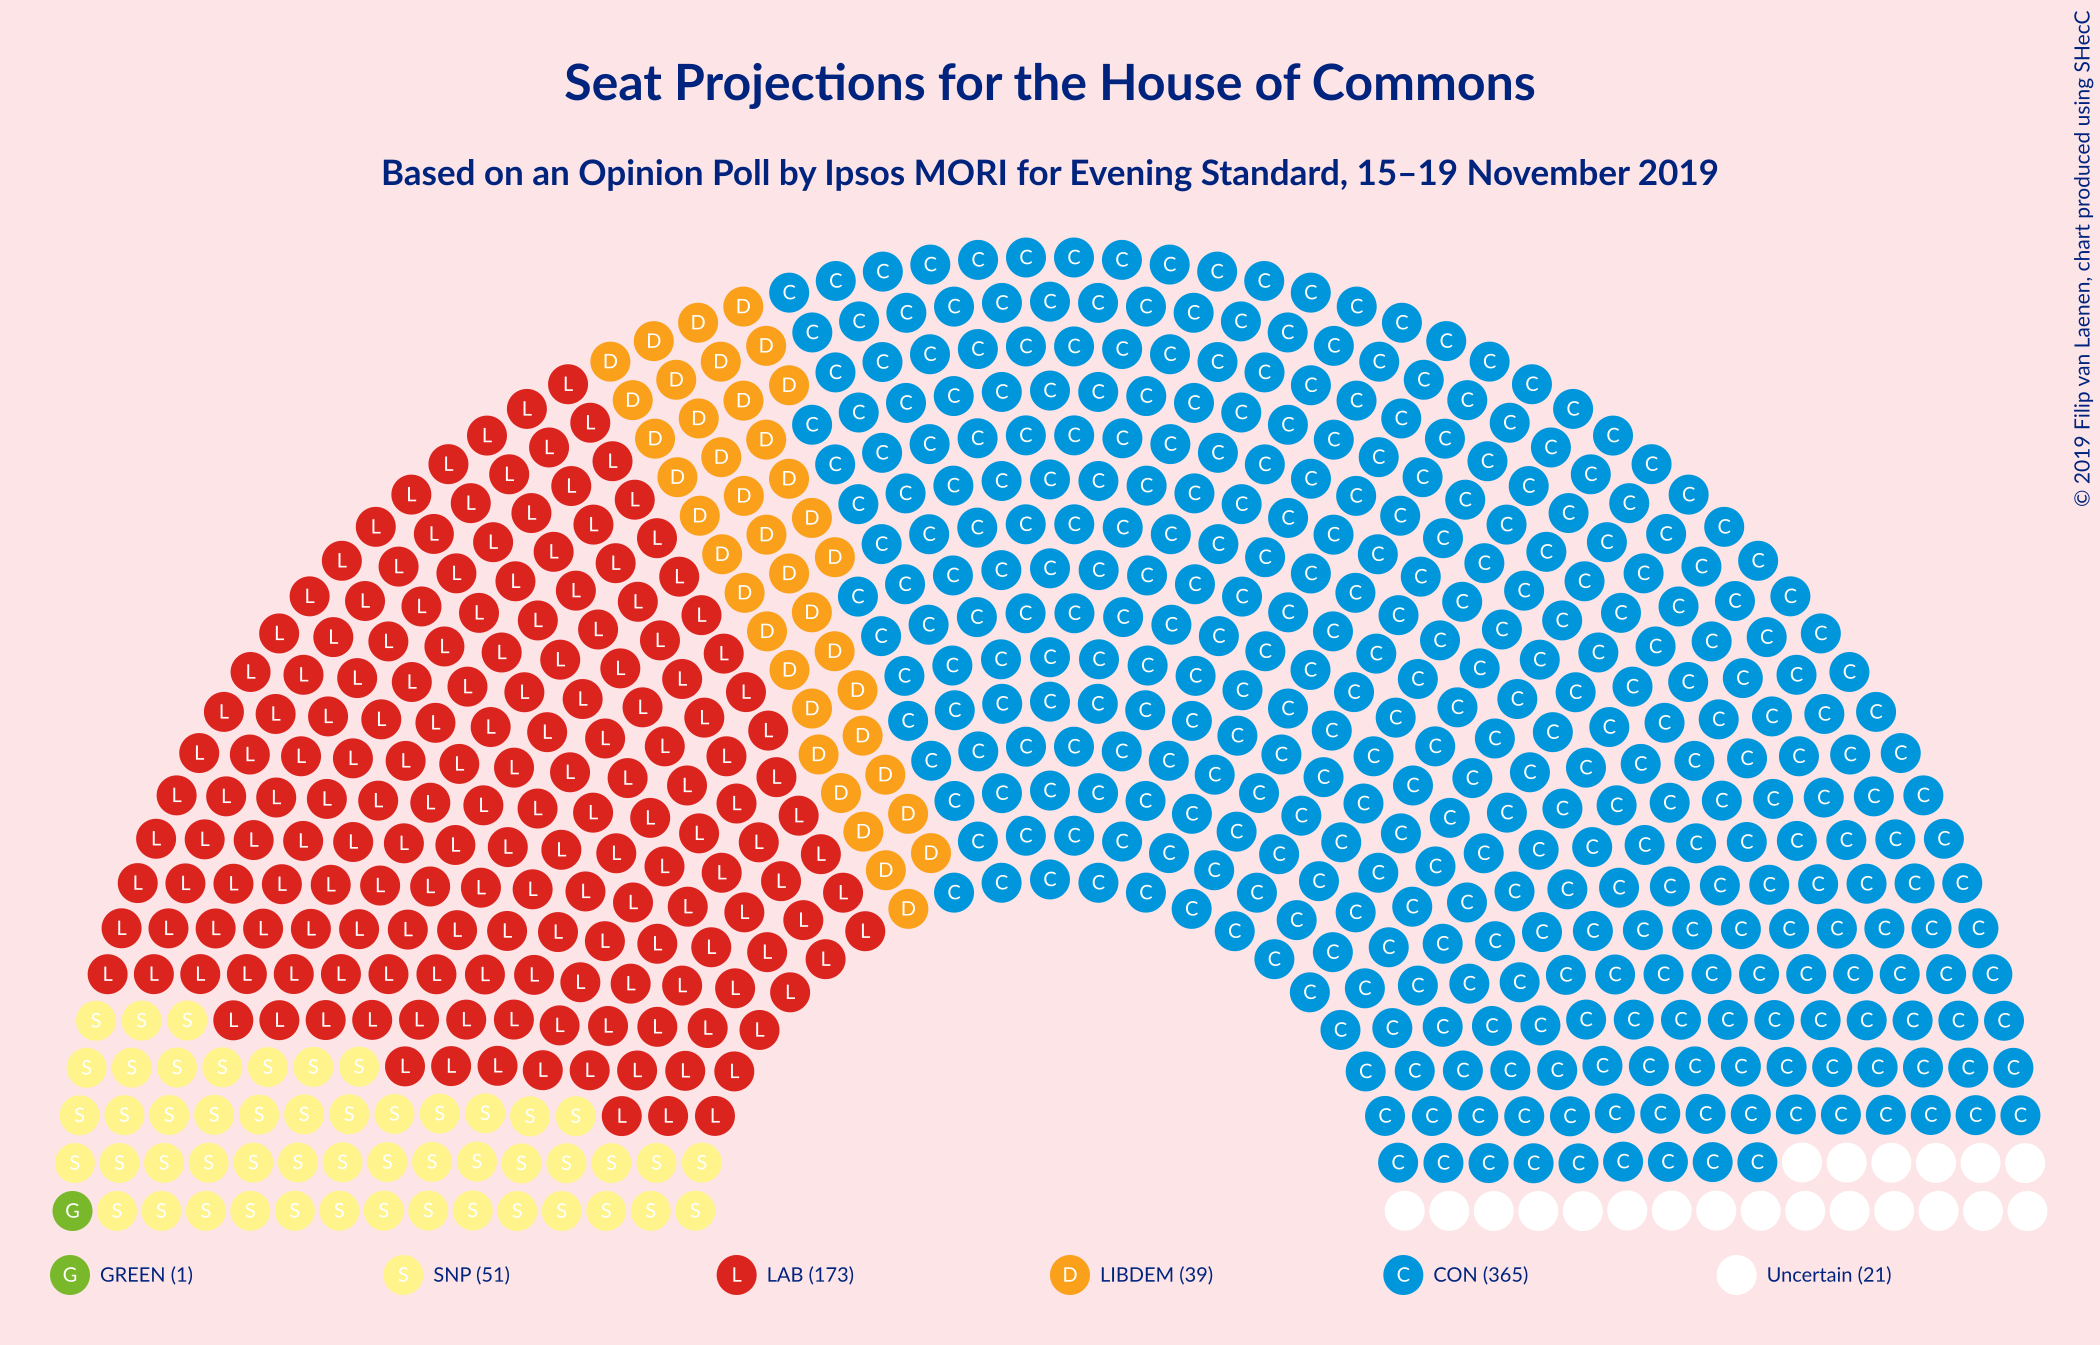 Seat Projections for the House of Commons
Based on an Opinion Poll by Ipsos MORI for Evening Standard, 15–19 November 2019
© 2019 Filip van Laenen, chart produced using SHecC
G GREEN (1)
S SNP (51)
L LAB (173)
D LIBDEM (39)
C CON (365)
Uncertain (21)